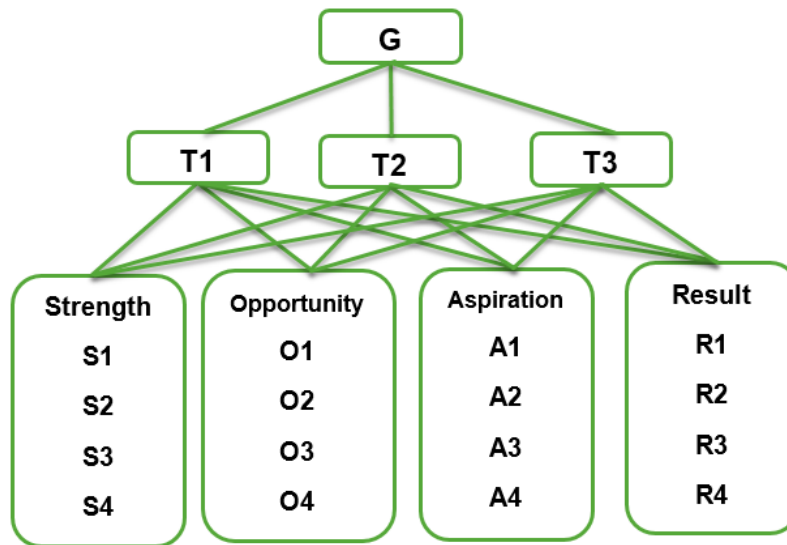 G
T1
T2
T3
Strength
S1
S2
S3
S4
Opportunity
O1
O2
O3
O4
Aspiration
A1
A2
A3
A4
Result
R1
R2
R3
R4